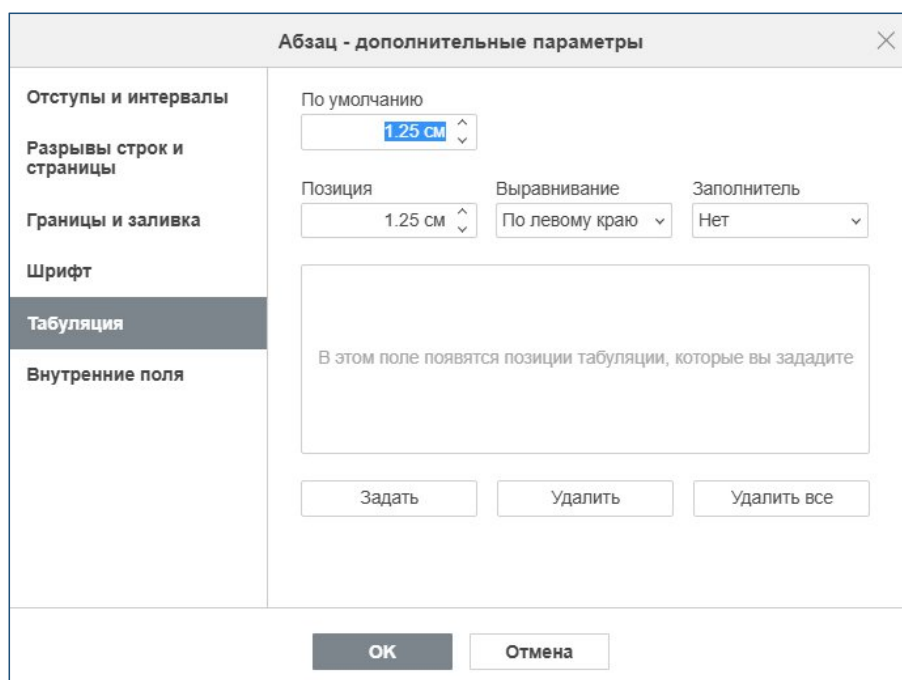 Абзац - дополнительные параметры
Отступы и интервалы
Разрывы строк и
страницы
Границы и заливка
Шрифт
Табуляция
Внутренние поля
По умолчанию
1.25 см
Позиция Выравнивание Заполнитель
1.25 см По левому краю Нет
В этом поле появятся позиции табуляции, которые вы зададите
Задать Удалить Удалить все
OK Отмена